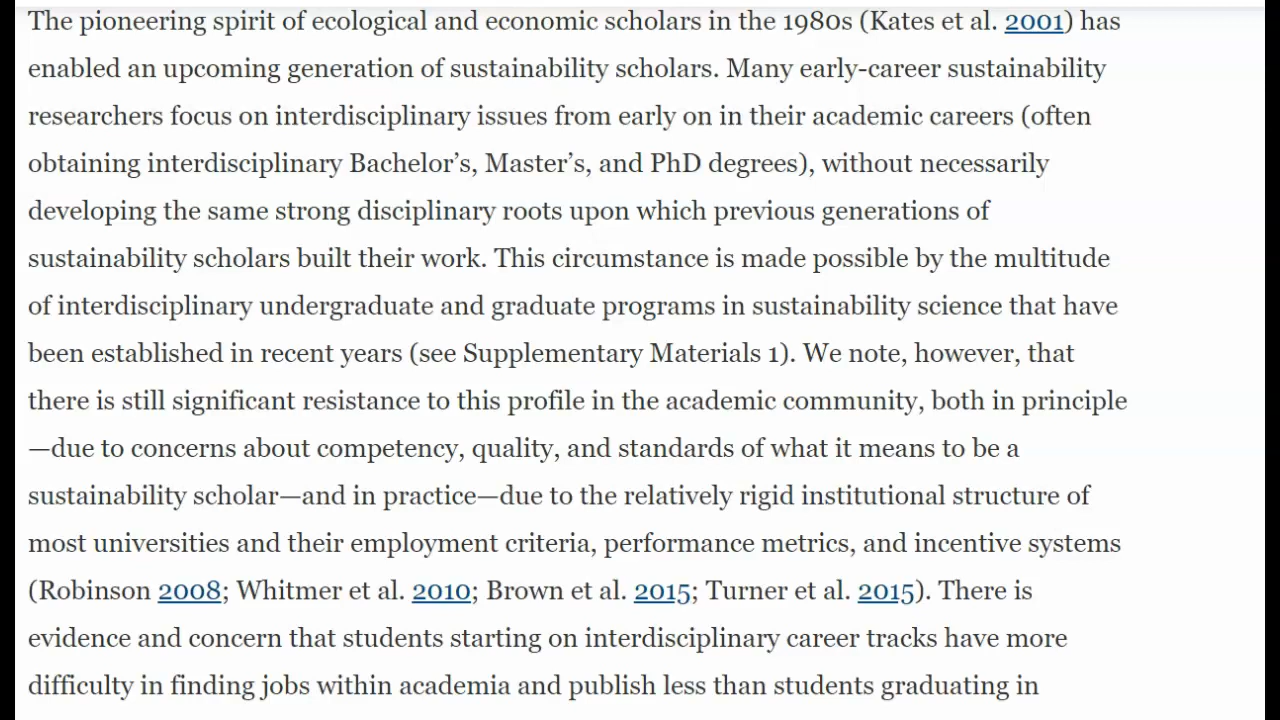 The pioneering spirit of ecological and economic scholars in the 1980s (Kates et al. 2001) has
enabled an upcoming generation of sustainability scholars. Many early-career sustainability
researchers focus on interdisciplinary issues from early on in their academic careers (often
obtaining interdisciplinary Bachelor’s, Master’s, and PhD degrees), without necessarily
developing the same strong disciplinary roots upon which previous generations of
sustainability scholars built their work. This circumstance is made possible by the multitude
of interdisciplinary undergraduate and graduate programs in sustainability science that have
been established in recent years (see Supplementary Materials 1). We note, however, that
there is still significant resistance to this profile in the academic community, both in principle
—due to concerns about competency, quality, and standards of what it means to be a
sustainability scholar—and in practice—due to the relatively rigid institutional structure of
most universities and their employment criteria, performance metrics, and incentive systems
(Robinson 2008; Whitmer et al. 2010; Brown et al. 2015; Turner et al. 2015). There is
evidence and concern that students starting on interdisciplinary career tracks have more
difficulty in finding jobs within academia and publish less than students graduating in